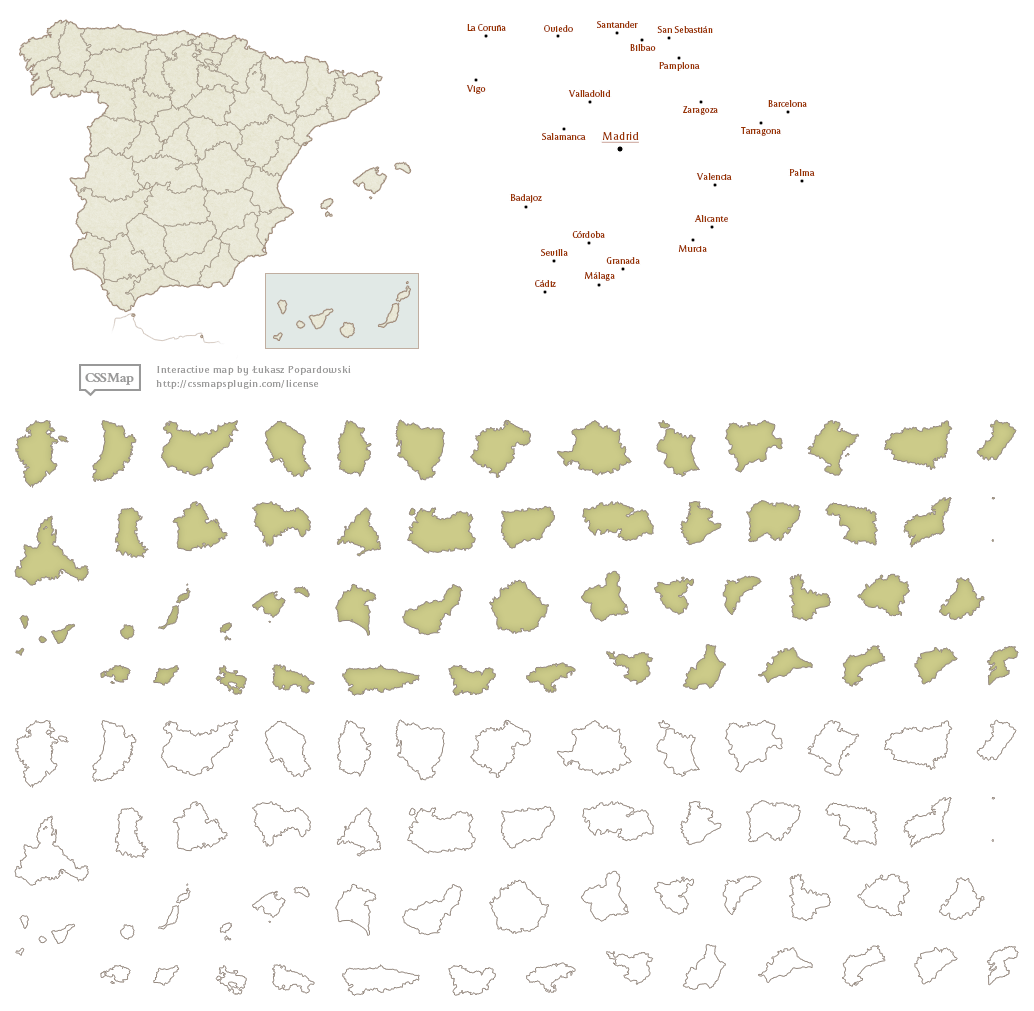 La Coruña
Oviedo
Santander
San Sebastián
Bilbao
Pamplona
Vigo
Valladolid
Zaragoza
Barcelona
Tarragona
Salamanca
Madrid
Valencia
Palma
Badajoz
Alicante
Córdoba
Murcia
Sevilla
Granada
Málaga
Cádiz
CSSMap
Interactive map by Łukasz Popardowski
http://cssmapsplugin.com/license